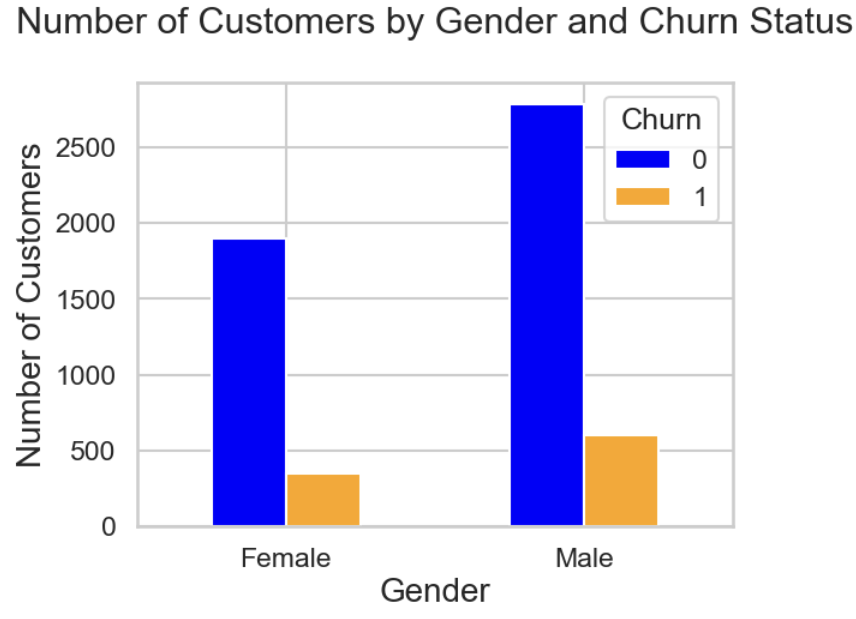 Number of Customers by Gender and Churn Status
Number of Customers
2500
2000
1500
1000
500
0
Churn
0
1
Female
Male
Gender